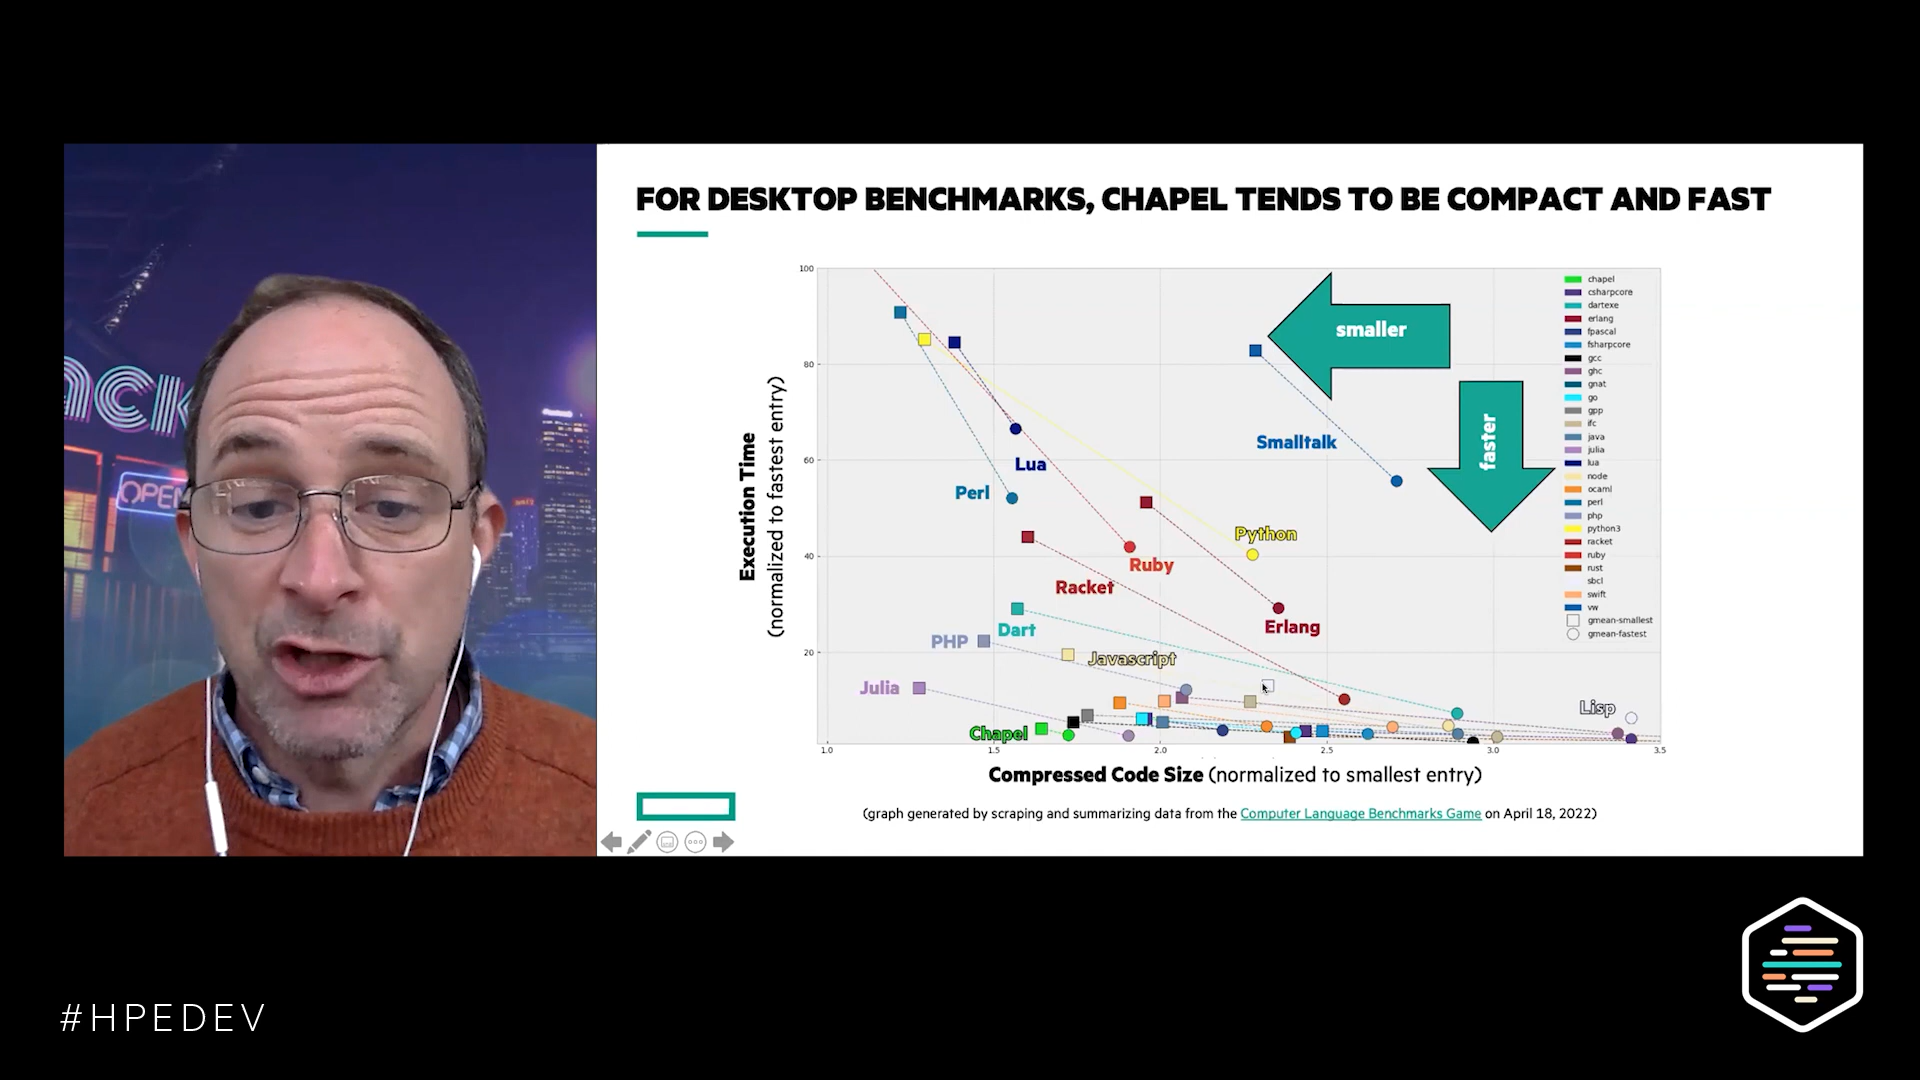 ACK
OPEN
FOR DESKTOP BENCHMARKS, CHAPEL TENDS TO BE COMPACT AND FAST
Execution Time
(normalized to fastest entry)
100
80
60
40
20
1.0
1.5
2.0
2.5
3.0
3.5
smaller
faster
Smalltalk
Lua
Perl
Python
Ruby
Racket
Erlang
Dart
PHP
Javascript
Julia
Lisp
Chapel
chapel
csharpcore
dartexe
erlang
fpascal
fsharpcore
gcc
ghc
gnat
go
gpp
ifc
java
julia
lua
node
ocaml
perl
php
python3
racket
ruby
rust
sbcl
swift
vw
gmean-smallest
gmean-fastest
Compressed Code Size (normalized to smallest entry)
(graph generated by scraping and summarizing data from the Computer Language Benchmarks Game on April 18, 2022)
#HPEDEV